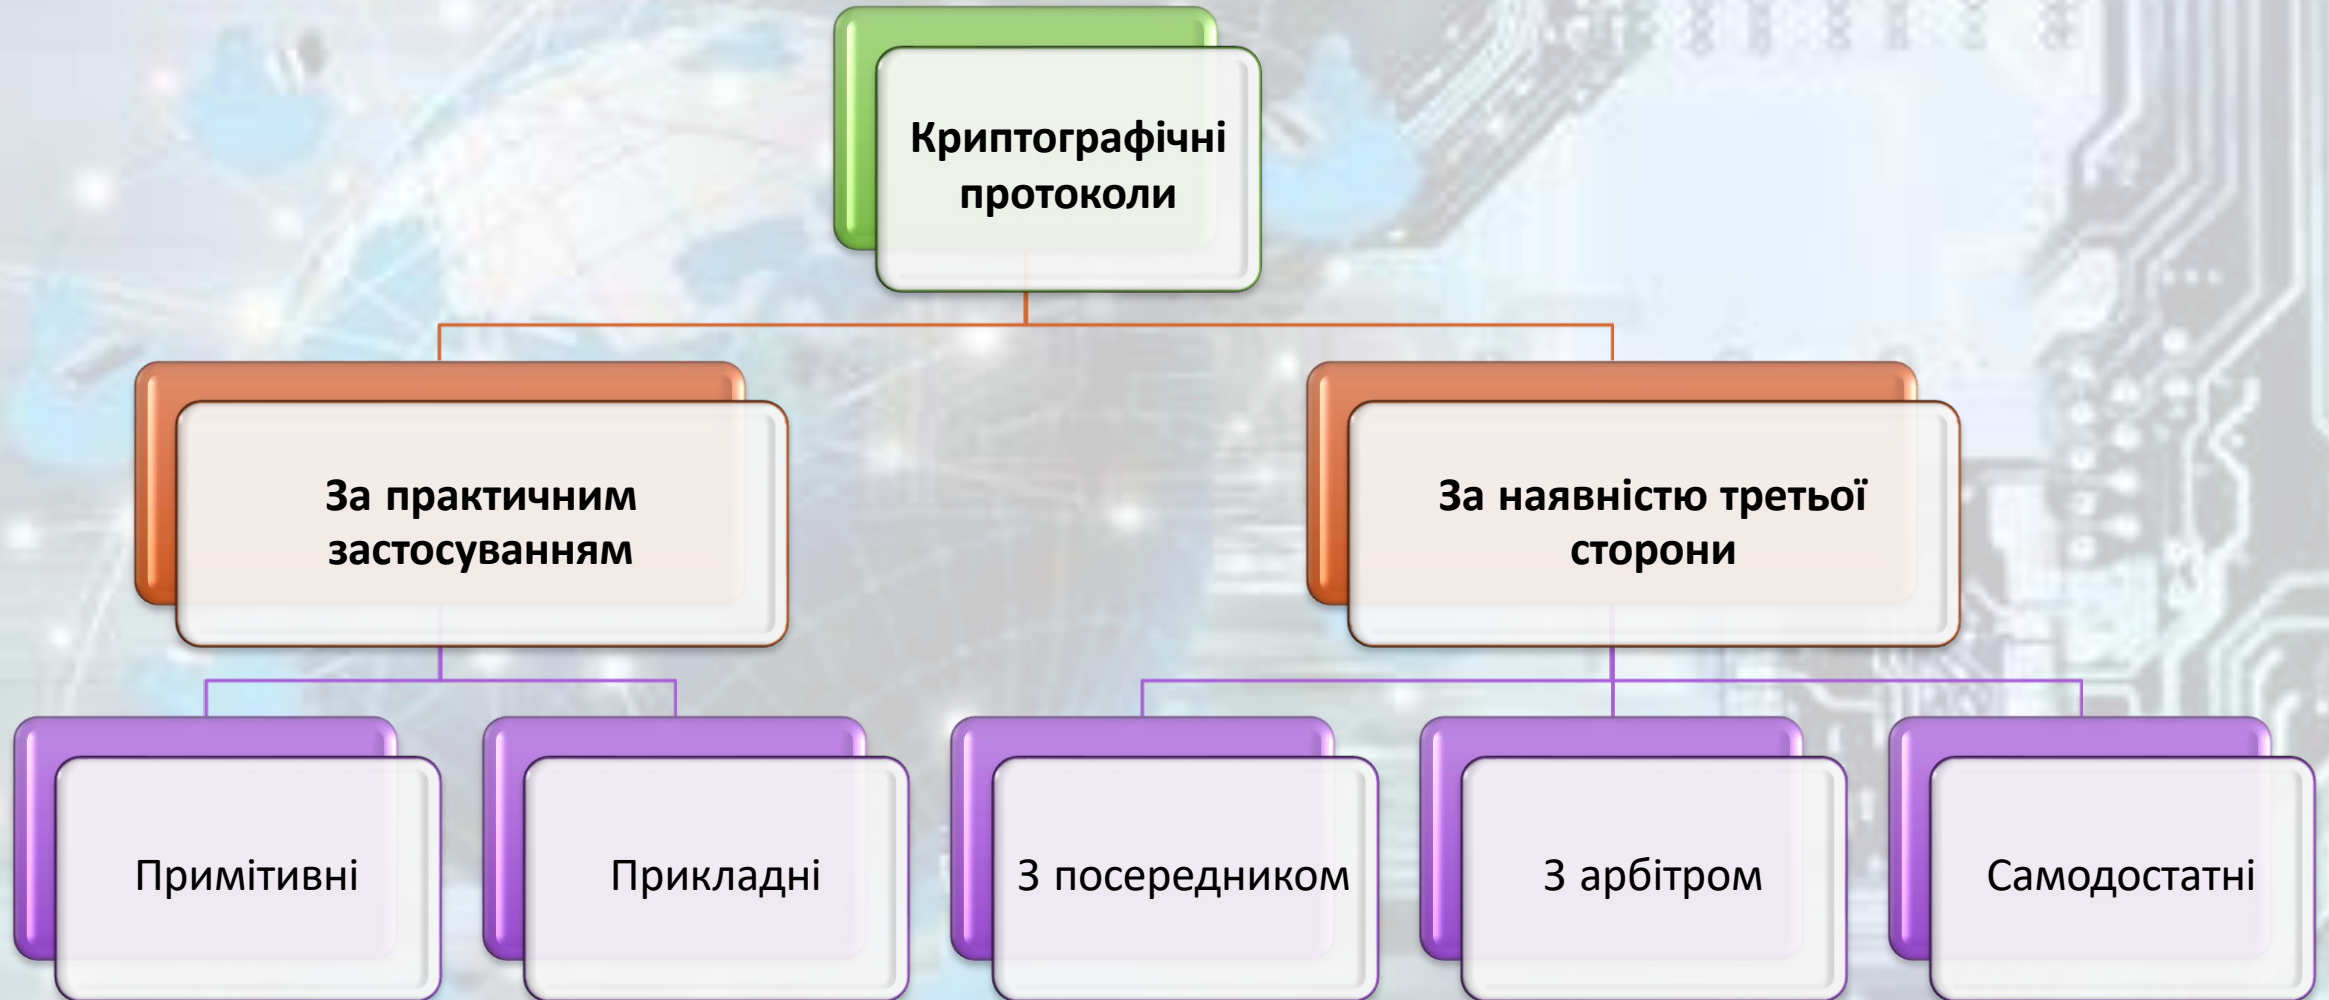 Криптографічні
протоколи
За практичним
застосуванням
За наявністю третьої
сторони
Примітивні
Прикладні
З посередником
З арбітром
Самодостатні